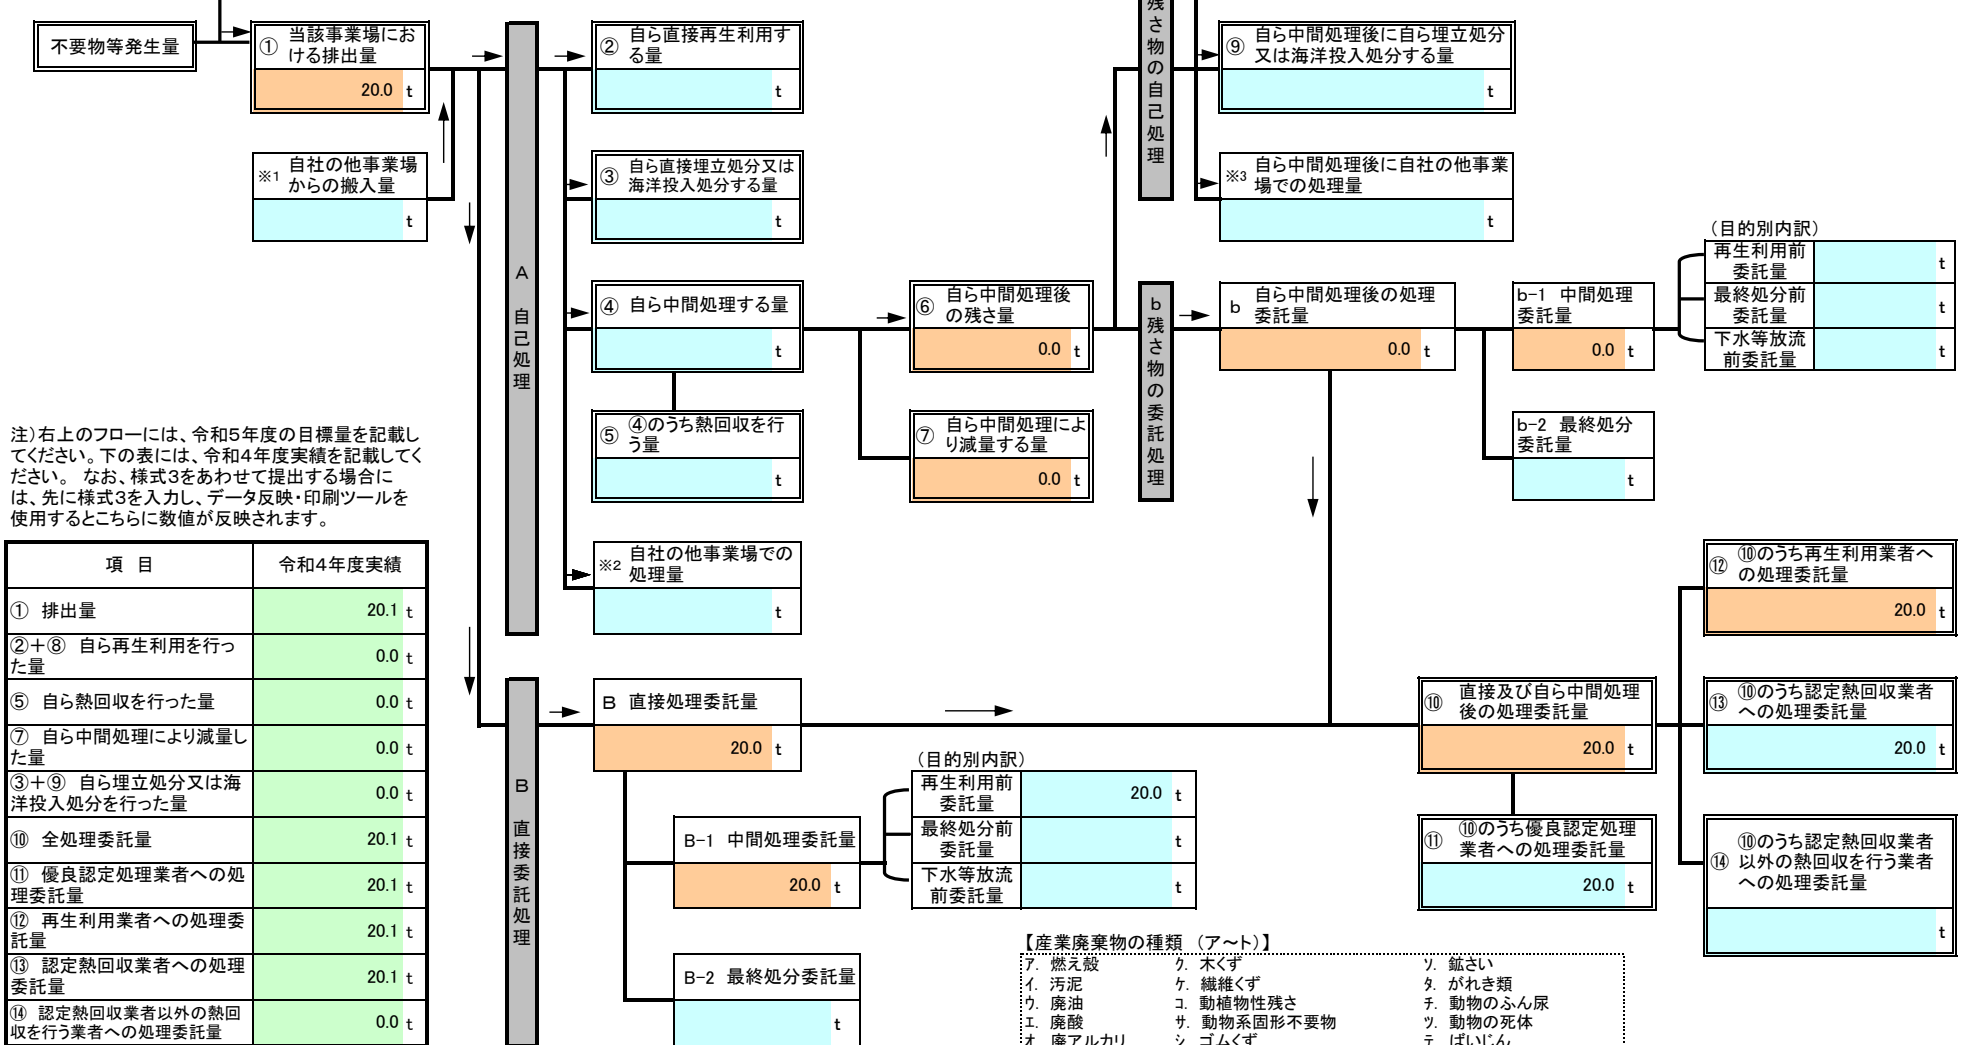 不要物等発生量
①
当該事業場にお
ける排出量
20.0 t
※1
自社の他事業場
からの搬入量
t
A 自己処理
②
自ら直接再生利用す
る量
t
③
自ら直接埋立処分又は
海洋投入処分する量
t
④ 自ら中間処理する量
t
⑤
④のうち熱回収を行
う量
t
※2
自社の他事業場での
処理量
t
⑥
自ら中間処理後
の残さ量
0.0 t
⑦
自ら中間処理によ
り減量する量
0.0 t
残さ物の自己処理
⑨
自ら中間処理後に自ら埋立処分
又は海洋投入処分する量
t
※3
自ら中間処理後に自社の他事業
場での処理量
t
b 残さ物の委託処理
b
自ら中間処理後の処理
委託量
0.0 t
b-1 中間処理
委託量
0.0 t
b-2 最終処分
委託量
t
(目的別内訳)
再生利用前
委託量
t
最終処分前
委託量
t
下水等放流
前委託量
t
注)右上のフローには、令和5年度の目標量を記載し
てください。下の表には、令和4年度実績を記載してく
ださい。 なお、様式3をあわせて提出する場合に
は、先に様式3を入力し、データ反映・印刷ツールを
使用するとこちらに数値が反映されます。
項 目 令和4年度実績
① 排出量 20.1 t
②+⑧ 自ら再生利用を行っ
た量
0.0 t
⑤ 自ら熱回収を行った量 0.0 t
⑦ 自ら中間処理により減量し
た量
0.0 t
③+⑨ 自ら埋立処分又は海
洋投入処分を行った量
0.0 t
⑩ 全処理委託量 20.1 t
⑪ 優良認定処理業者への処
理委託量
20.1 t
⑫ 再生利用業者への処理委
託量
20.1 t
⑬ 認定熱回収業者への処理
委託量
20.1 t
⑭ 認定熱回収業者以外の熱回
収を行う業者への処理委託量
0.0 t
B 直接委託処理
B 直接処理委託量
20.0 t
B-1 中間処理委託量
20.0 t
B-2 最終処分委託量
t
(目的別内訳)
再生利用前
委託量
20.0 t
最終処分前
委託量
t
下水等放流
前委託量
t
⑩
直接及び自ら中間処理
後の処理委託量
20.0 t
⑪
⑩のうち優良認定処理
業者への処理委託量
20.0 t
⑫
⑩のうち再生利用業者へ
の処理委託量
20.0 t
⑬
⑩のうち認定熱回収業者
への処理委託量
20.0 t
⑭
⑩のうち認定熱回収業者
以外の熱回収を行う業者
への処理委託量
t
【産業廃棄物の種類 (ア~ト)】
ア. 燃え殻 ク. 木くず ソ. 鉱さい
イ. 汚泥 ケ. 繊維くず タ. がれき類
ウ. 廃油 コ. 動植物性残さ チ. 動物のふん尿
エ. 廃酸 サ. 動物系固形不要物 ツ. 動物の死体
オ. 廃アルカリ シ. ゴムくず テ. ばいじん